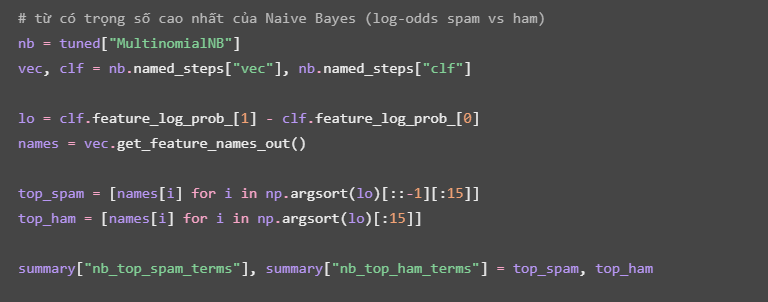 # từ có trọng số cao nhất của Naive Bayes (log-odds spam vs ham)
nb = tuned["MultinomialNB"]
vec, clf = nb.named_steps["vec"], nb.named_steps["clf"]
lo = clf.feature_log_prob_[1] - clf.feature_log_prob_[0]
names = vec.get_feature_names_out()
top_spam = [names[i] for i in np.argsort(lo)[::-1][:15]]
top_ham = [names[i] for i in np.argsort(lo)[:15]]
summary["nb_top_spam_terms"], summary["nb_top_ham_terms"] = top_spam, top_ham